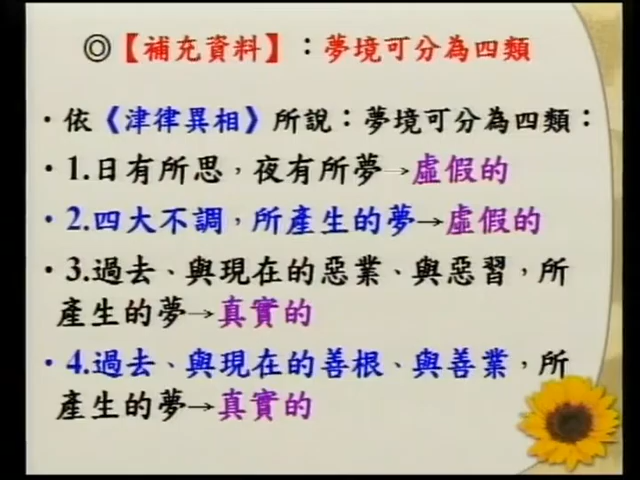 ◎【補充資料】：夢境可分為四類
·依《津律異相》所說：夢境可分為四類：
·1.日有所思，夜有所夢→虛假的
·2.四大不調，所產生的夢→虛假的
·3.過去、與現在的惡業、與惡習，所
產生的夢→真實的
·4.過去、與現在的善根、與善業，所
產生的夢→真實的